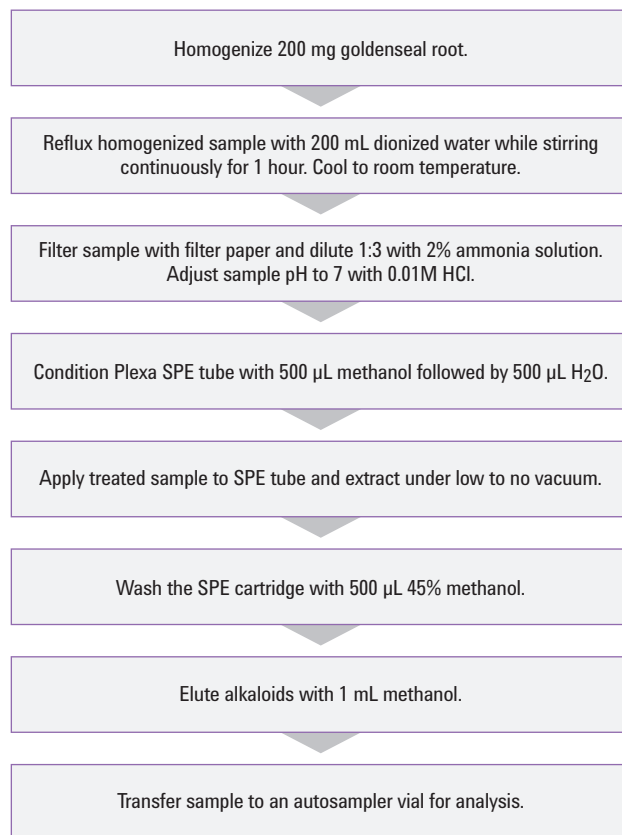 Homogenize 200 mg goldenseal root.
Reflux homogenized sample with 200 mL dionized water while stirring
continuously for 1 hour. Cool to room temperature.
Filter sample with filter paper and dilute 1:3 with 2% ammonia solution.
Adjust sample pH to 7 with 0.01M HCl.
Condition Plexa SPE tube with 500 µL methanol followed by 500 µL H2O.
Apply treated sample to SPE tube and extract under low to no vacuum.
Wash the SPE cartridge with 500 µL 45% methanol.
Elute alkaloids with 1 mL methanol.
Transfer sample to an autosampler vial for analysis.